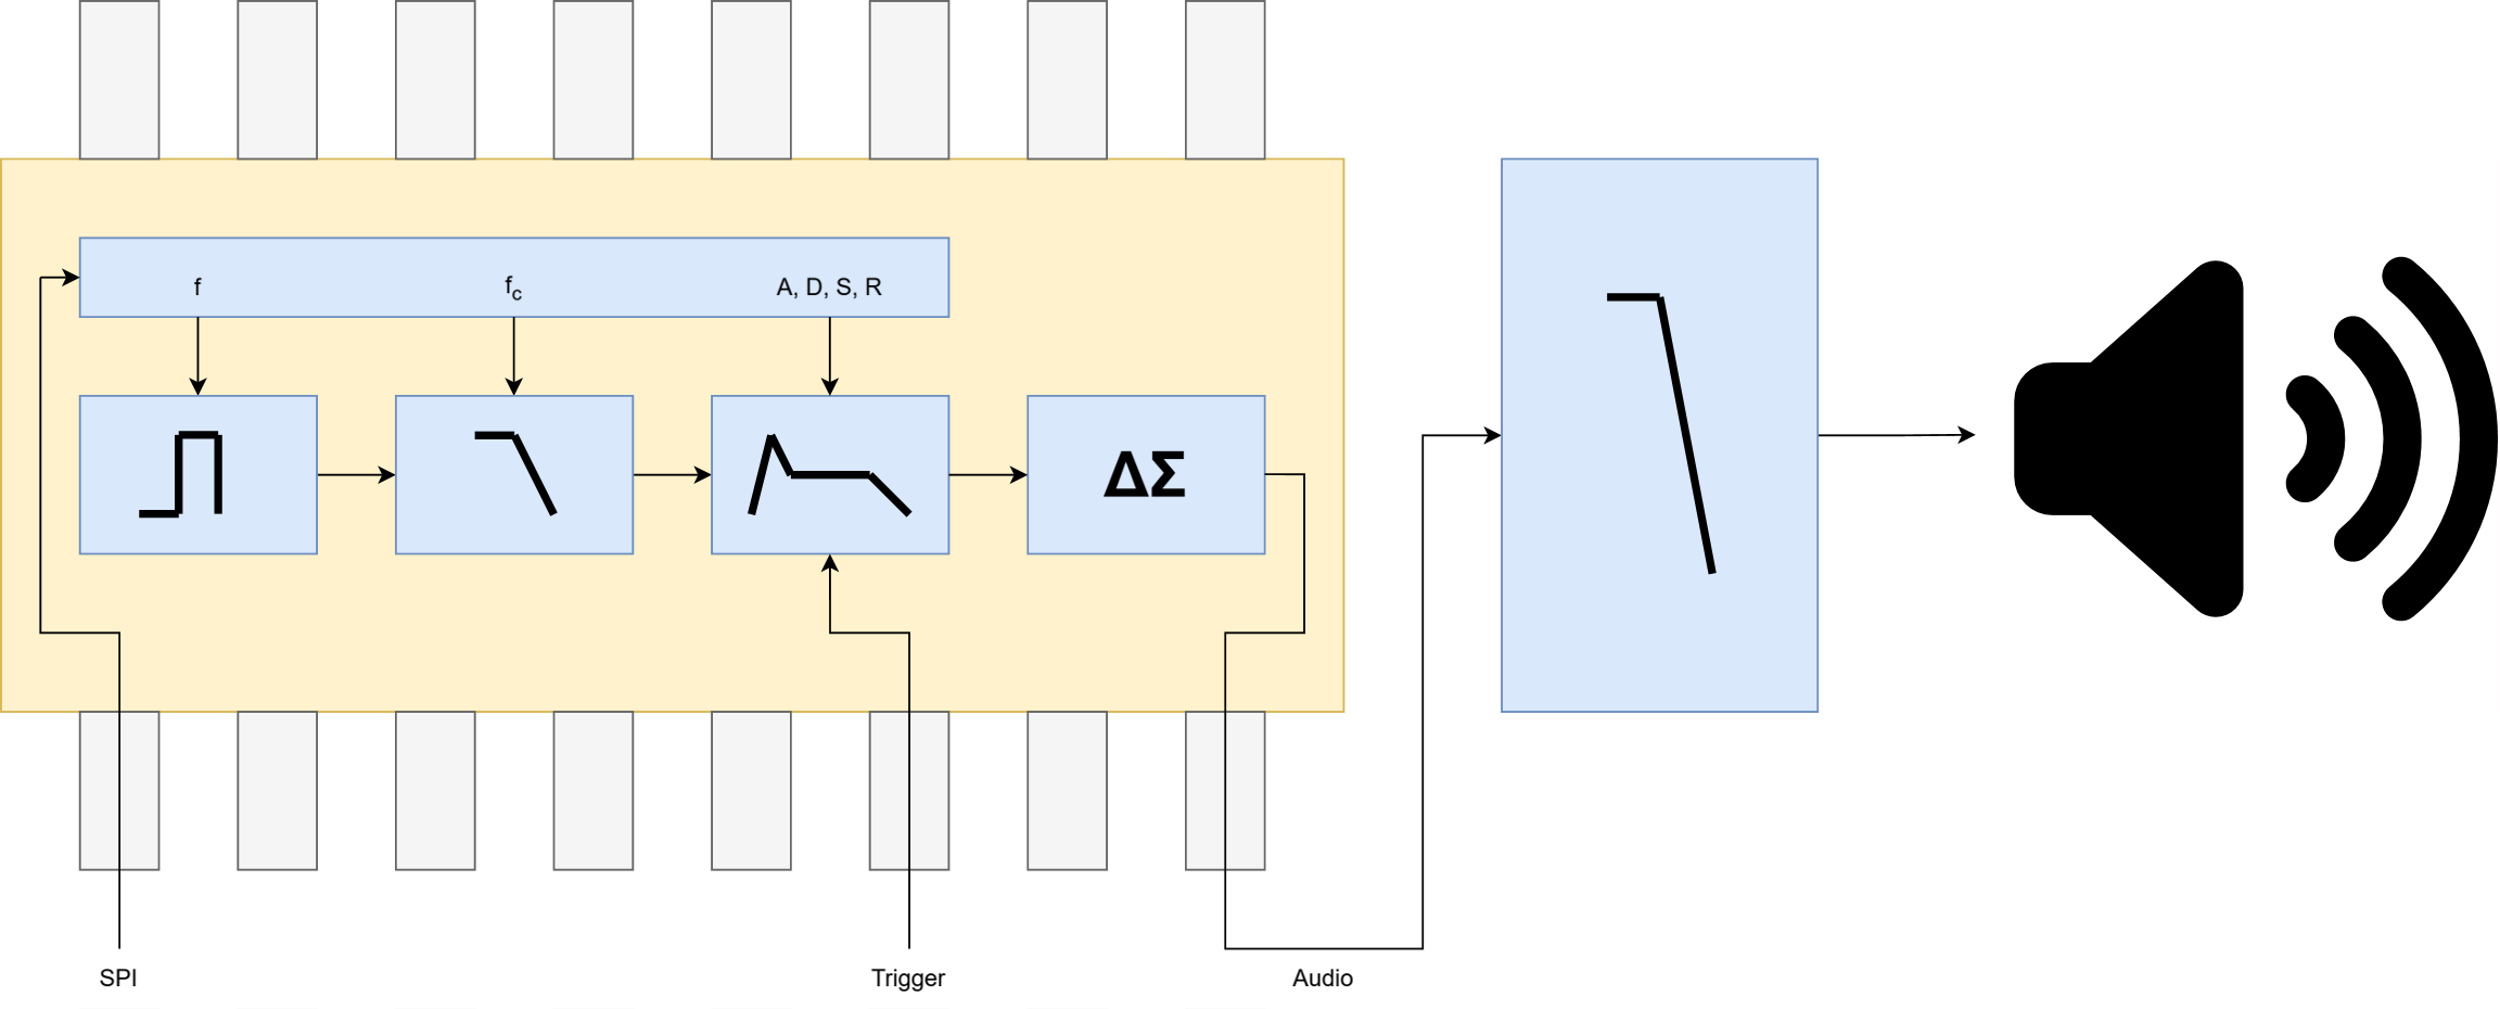 f
fc
A, D, S, R
ΔΣ
SPI
Trigger
Audio